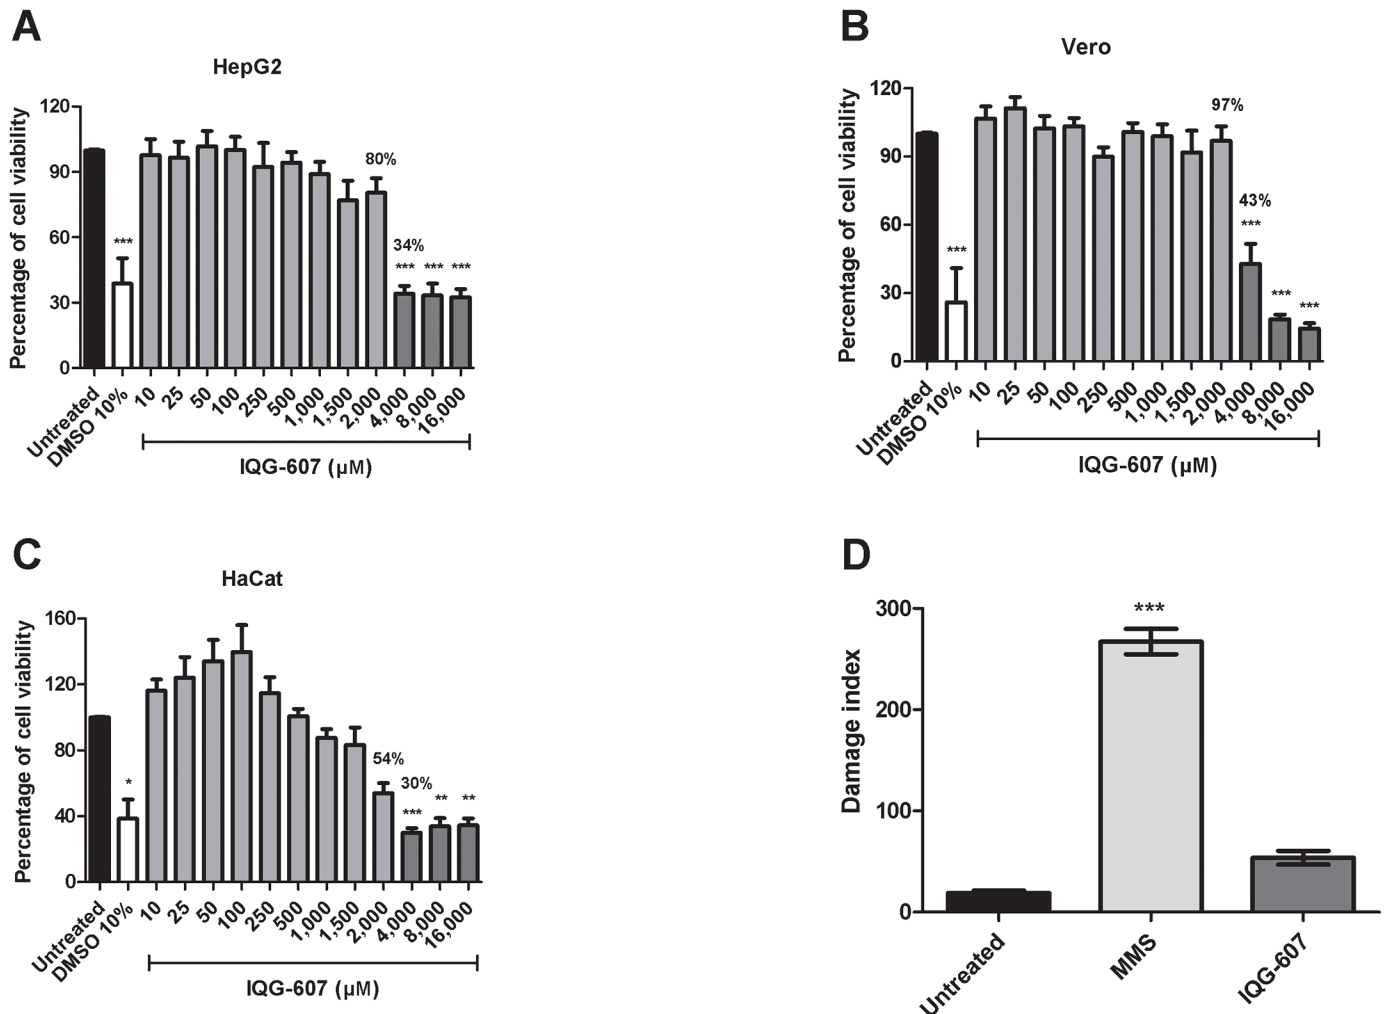 A
HepG2
Percentage of cell viability
120
90
60
30
0
***
80%
34%
*** *** ***
Untreated
DMSO 10%
10
25
50
100
250
500
1,000
1,500
2,000
4,000
8,000
16,000
IQG-607 (µM)
B
Vero
Percentage of cell viability
120
90
60
30
0
***
97%
43%
***
***
***
Untreated
DMSO 10%
10
25
50
100
250
500
1,000
1,500
2,000
4,000
8,000
16,000
IQG-607 (µM)
C
HaCat
Percentage of cell viability
160
120
80
40
0
*
54%
30%
***
**
**
Untreated
DMSO 10%
10
25
50
100
250
500
1,000
1,500
2,000
4,000
8,000
16,000
IQG-607 (µM)
D
Damage index
300
200
100
0
***
Untreated
MMS
IQG-607